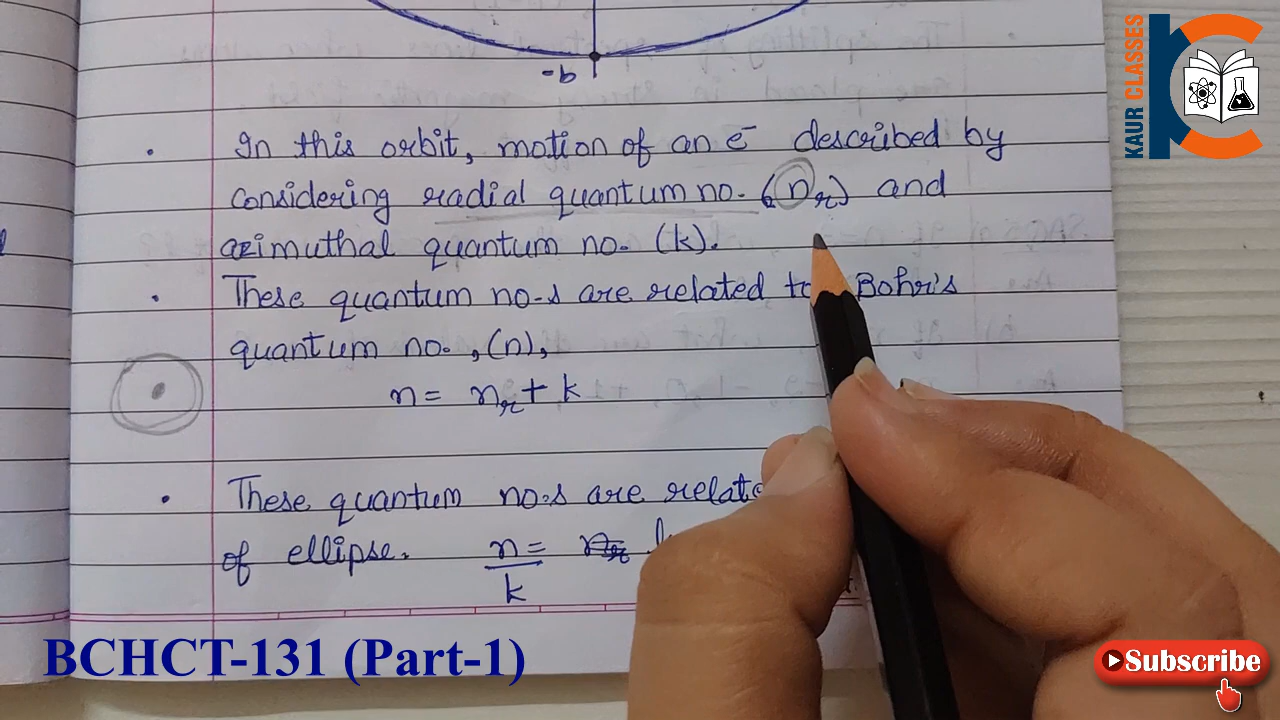 -b
In this orbit, motion of an e⁻ described by
considering radial quantum no. (nr) and
azimuthal quantum no. (k).
These quantum no.s are related to Bohr's
quantum no., (n),
n = nr + k
These quantum no.s are relate
of ellipse. n = 
k
KAUR CLASSES
BCHCT-131 (Part-1)
Subscribe